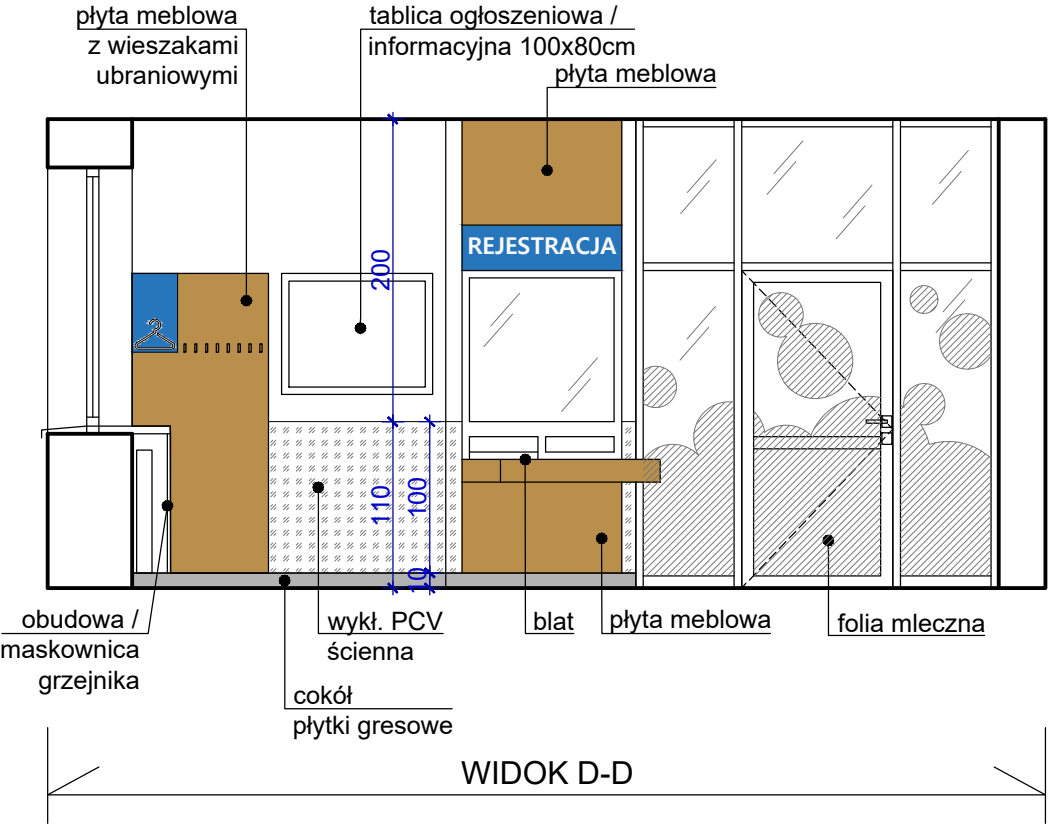 płyta meblowa
z wieszakami
ubraniowymi
tablica ogłoszeniowa /
informacyjna 100x80cm
płyta meblowa
REJESTRACJA
200
110
100
10
obudowa /
maskownica
grzejnika
wykł. PCV
ścienna
blat
płyta meblowa
folia mleczna
cokół
płytki gresowe
WIDOK D-D